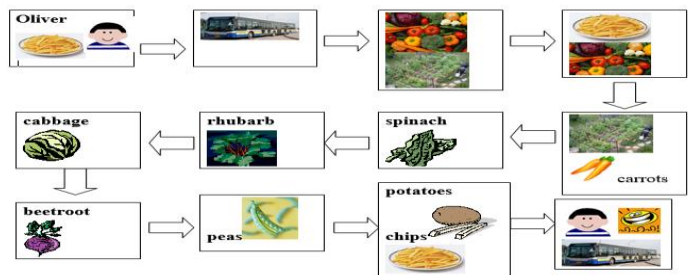 Oliver
carrots
spinach
rhubarb
cabbage
beetroot
peas
potatoes
chips